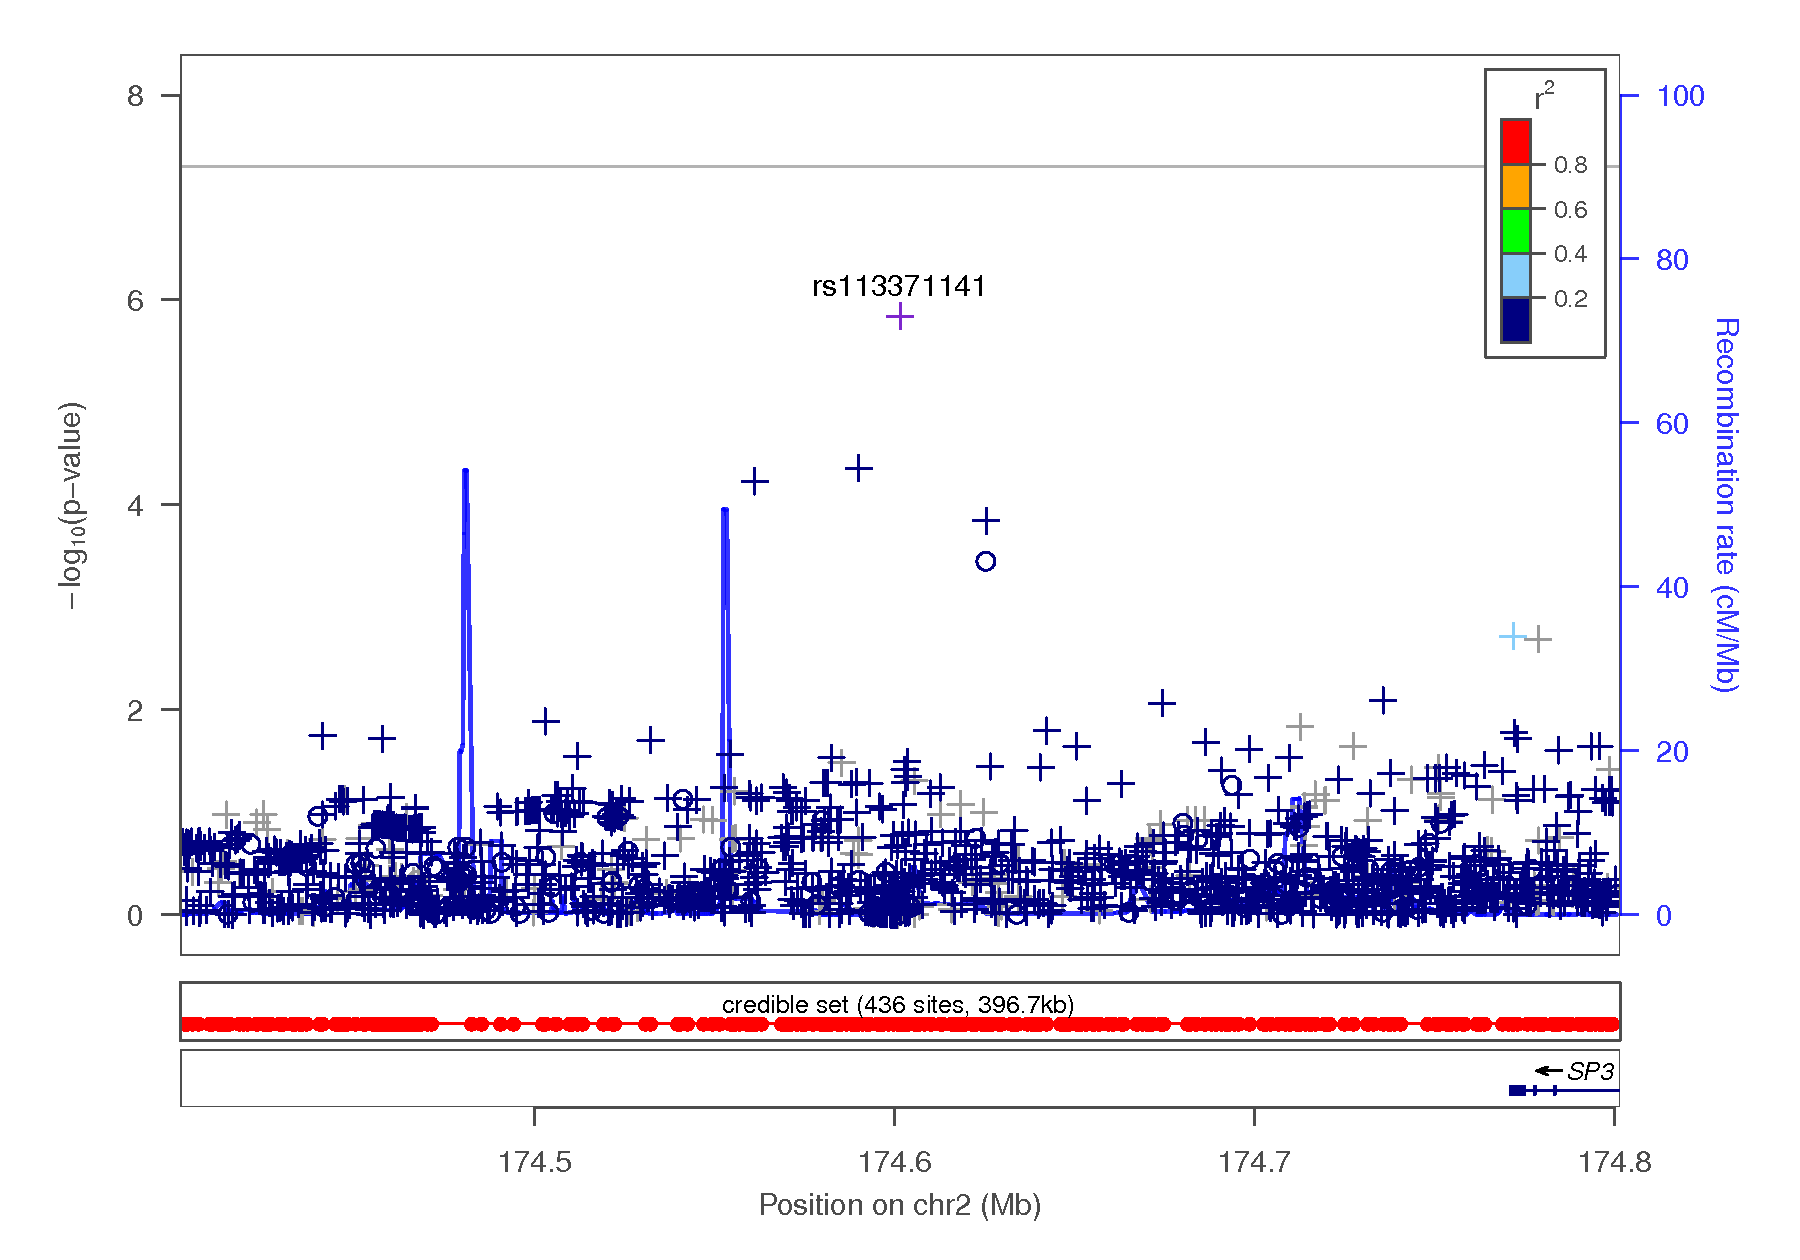 8
6
4
2
0
−log10(p−value)
rs113371141
r2
0.8
0.6
0.4
0.2
100
80
60
40
20
0
Recombination rate (cM/Mb)
credible set (436 sites, 396.7kb)
SP3
174.5 174.6 174.7 174.8
Position on chr2 (Mb)